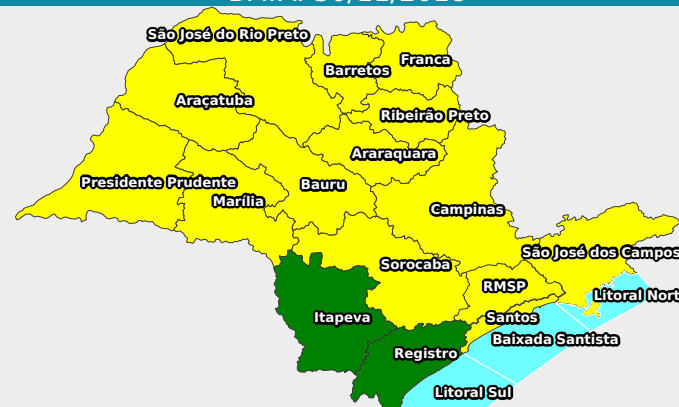 São José do Rio Preto
Franca
Barretos
Araçatuba
Ribeirão Preto
Araraquara
Presidente Prudente
Bauru
Marília
Campinas
São José dos Campos
Sorocaba
RMSP
Litoral Nort
Itapeva
Santos
Baixada Santista
Registro
Litoral Sul